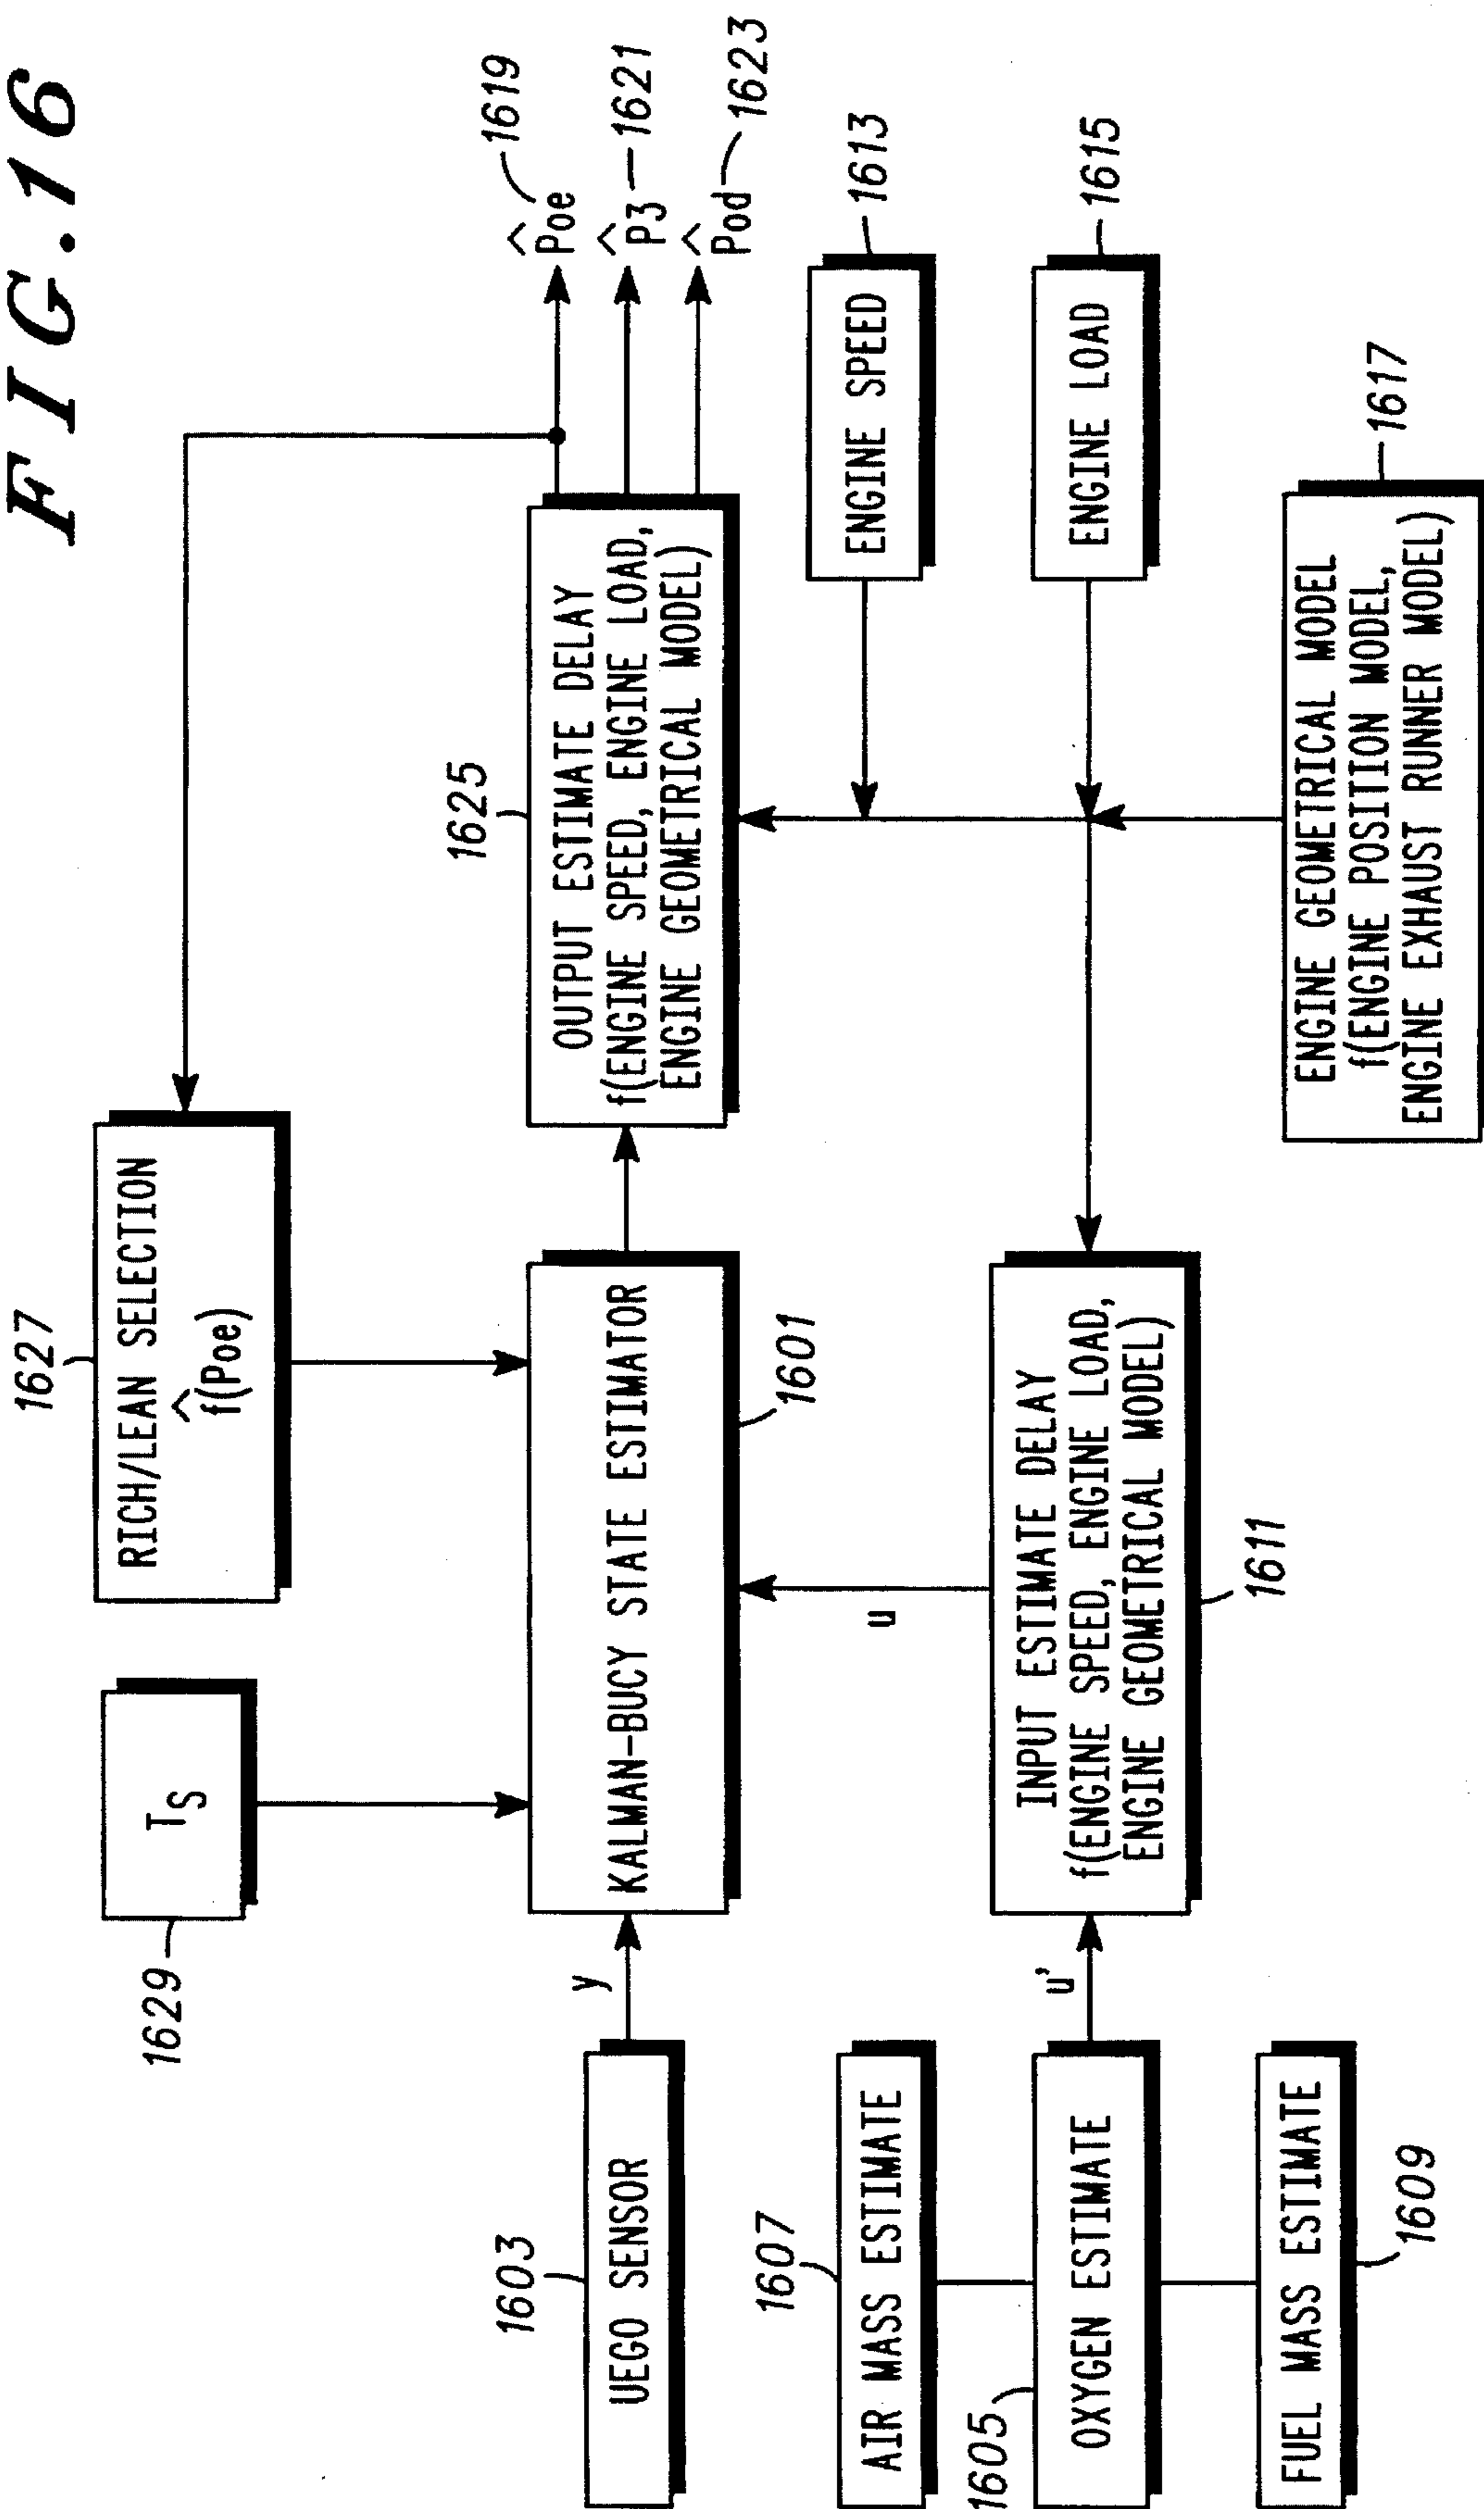 FIG.16
1627
RICH/LEAN SELECTION
^
f(Poe)
1629
TS
1603
UEGO SENSOR
y
KALMAN-BUCY STATE ESTIMATOR
1601
1625
OUTPUT ESTIMATE DELAY
f(ENGINE SPEED, ENGINE LOAD,
ENGINE GEOMETRICAL MODEL)
^
Poe
1619
^
P3
1621
^
Pod
1623
1607
AIR MASS ESTIMATE
1605
OXYGEN ESTIMATE
u'
FUEL MASS ESTIMATE
1609
u
INPUT ESTIMATE DELAY
f(ENGINE SPEED, ENGINE LOAD,
ENGINE GEOMETRICAL MODEL)
1611
ENGINE SPEED
1613
ENGINE LOAD
1615
ENGINE GEOMETRICAL MODEL
f(ENGINE POSITION MODEL,
ENGINE EXHAUST RUNNER MODEL)
1617